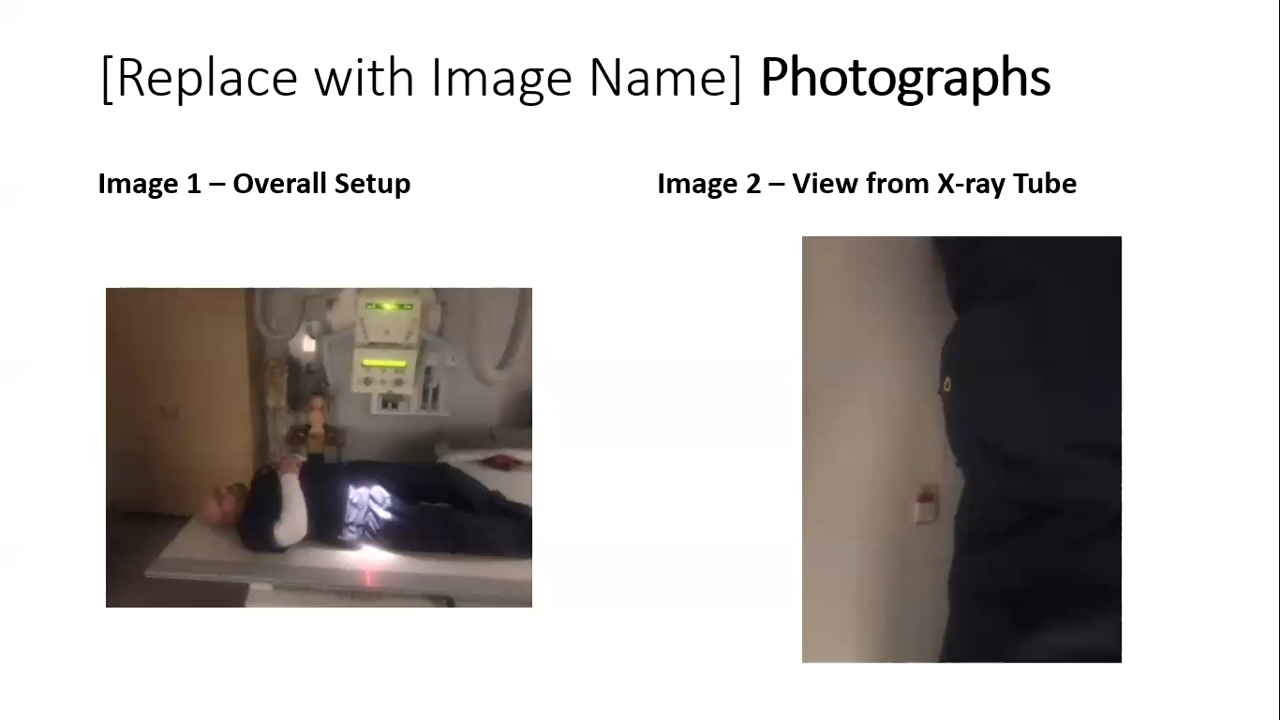 [Replace with Image Name] Photographs
Image 1 – Overall Setup
Image 2 – View from X-ray Tube